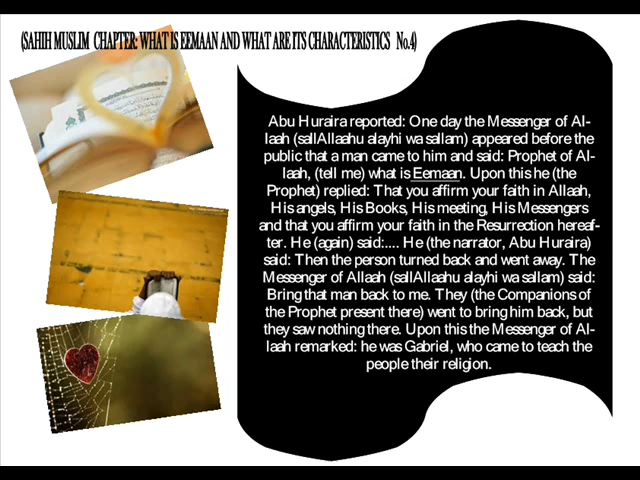 (SAHIH MUSLIM CHAPTER: WHAT IS EEMAAN AND WHAT ARE ITS CHARACTERISTICS No.4)
Abu Huraira reported: One day the Messenger of Al-
laah (sallAllaahu alayhi wa sallam) appeared before the
public that a man came to him and said: Prophet of Al-
laah, (tell me) what is Eemaan. Upon this he (the
Prophet) replied: That you affirm your faith in Allaah,
His angels, His Books, His meeting, His Messengers
and that you affirm your faith in the Resurrection hereaf-
ter. He (again) said:.... He (the narrator, Abu Huraira)
said: Then the person turned back and went away. The
Messenger of Allaah (sallAllaahu alayhi wa sallam) said:
Bring that man back to me. They (the Companions of
the Prophet present there) went to bring him back, but
they saw nothing there. Upon this the Messenger of Al-
laah remarked: he was Gabriel, who came to teach the
people their religion.